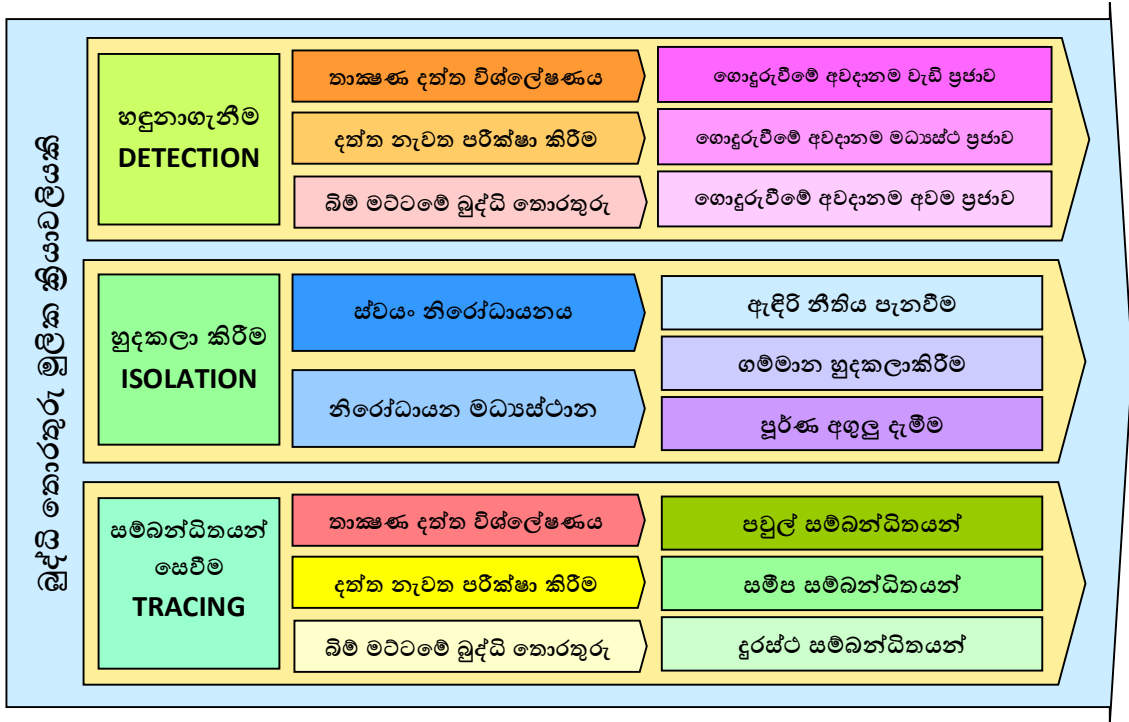 බුද්ධි තොරතුරු මූලික ක්‍රියාවලියකි
හඳුනාගැනීම
DETECTION
තාක්‍ෂණ දත්ත විශ්ලේෂණය
දත්ත නැවත පරීක්ෂා කිරීම
බිම් මට්ටමේ බුද්ධි තොරතුරු
ගොදුරුවීමේ අවදානම වැඩි ප්‍රජාව
ගොදුරුවීමේ අවදානම මධ්‍යස්ථ ප්‍රජාව
ගොදුරුවීමේ අවදානම අවම ප්‍රජාව
හුදකලා කිරීම
ISOLATION
ස්වයං නිරෝධායනය
නිරෝධායන මධ්‍යස්ථාන
ඇඳිරි නීතිය පැනවීම
ගම්මාන හුදකලාකිරීම
පූර්ණ අගුලු දැමීම
සම්බන්ධිතයන්
සෙවීම
TRACING
තාක්‍ෂණ දත්ත විශ්ලේෂණය
දත්ත නැවත පරීක්ෂා කිරීම
බිම් මට්ටමේ බුද්ධි තොරතුරු
පවුල් සම්බන්ධිතයන්
සමීප සම්බන්ධිතයන්
දුරස්ථ සම්බන්ධිතයන්